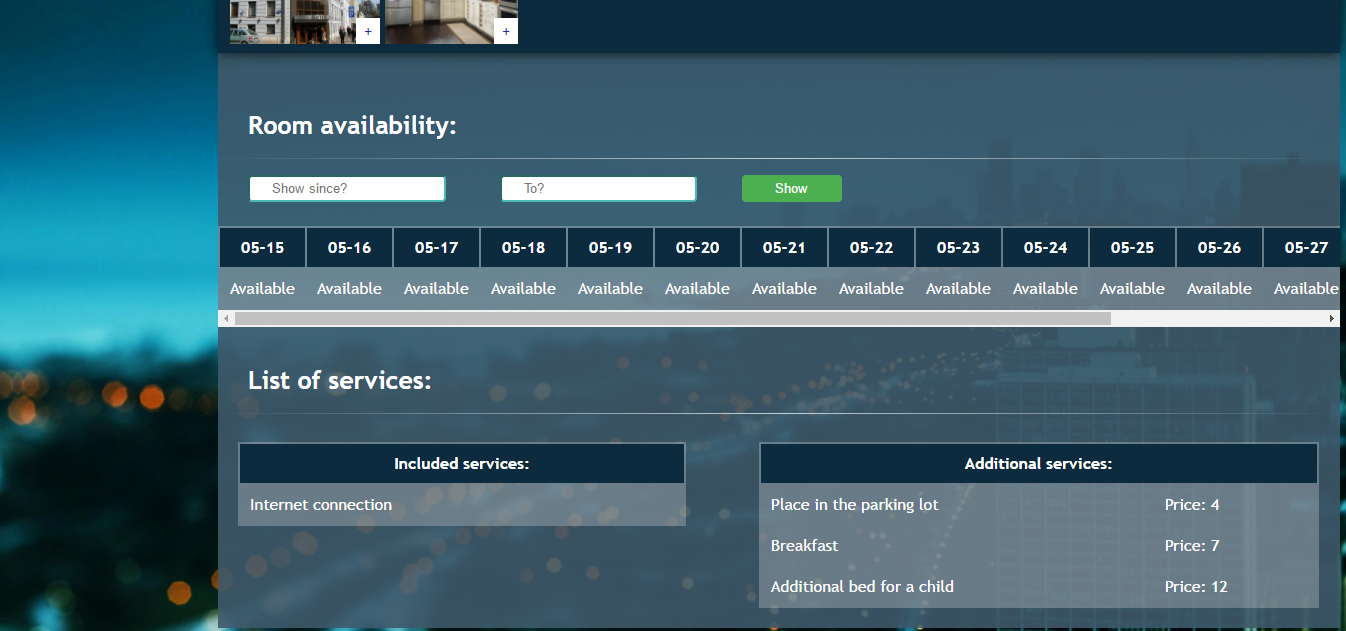 + +
Room availability:
Show since? To? Show
05-15 05-16 05-17 05-18 05-19 05-20 05-21 05-22 05-23 05-24 05-25 05-26 05-27
Available Available Available Available Available Available Available Available Available Available Available Available Available
List of services:
Included services: Additional services:
Internet connection Place in the parking lot Price: 4
Breakfast Price: 7
Additional bed for a child Price: 12